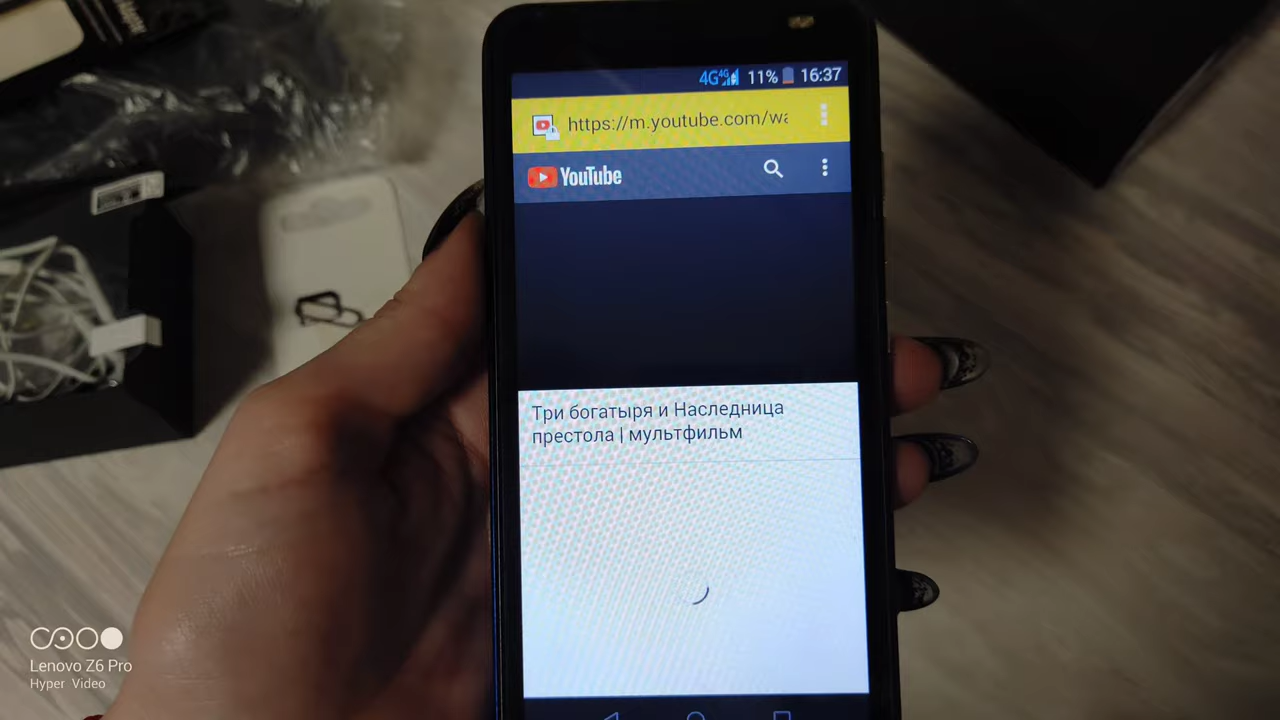 4G 4G 11% 16:37
https://m.youtube.com/wa
YouTube
Три богатыря и Наследница
престола | мультфильм
Lenovo Z6 Pro
Hyper Video